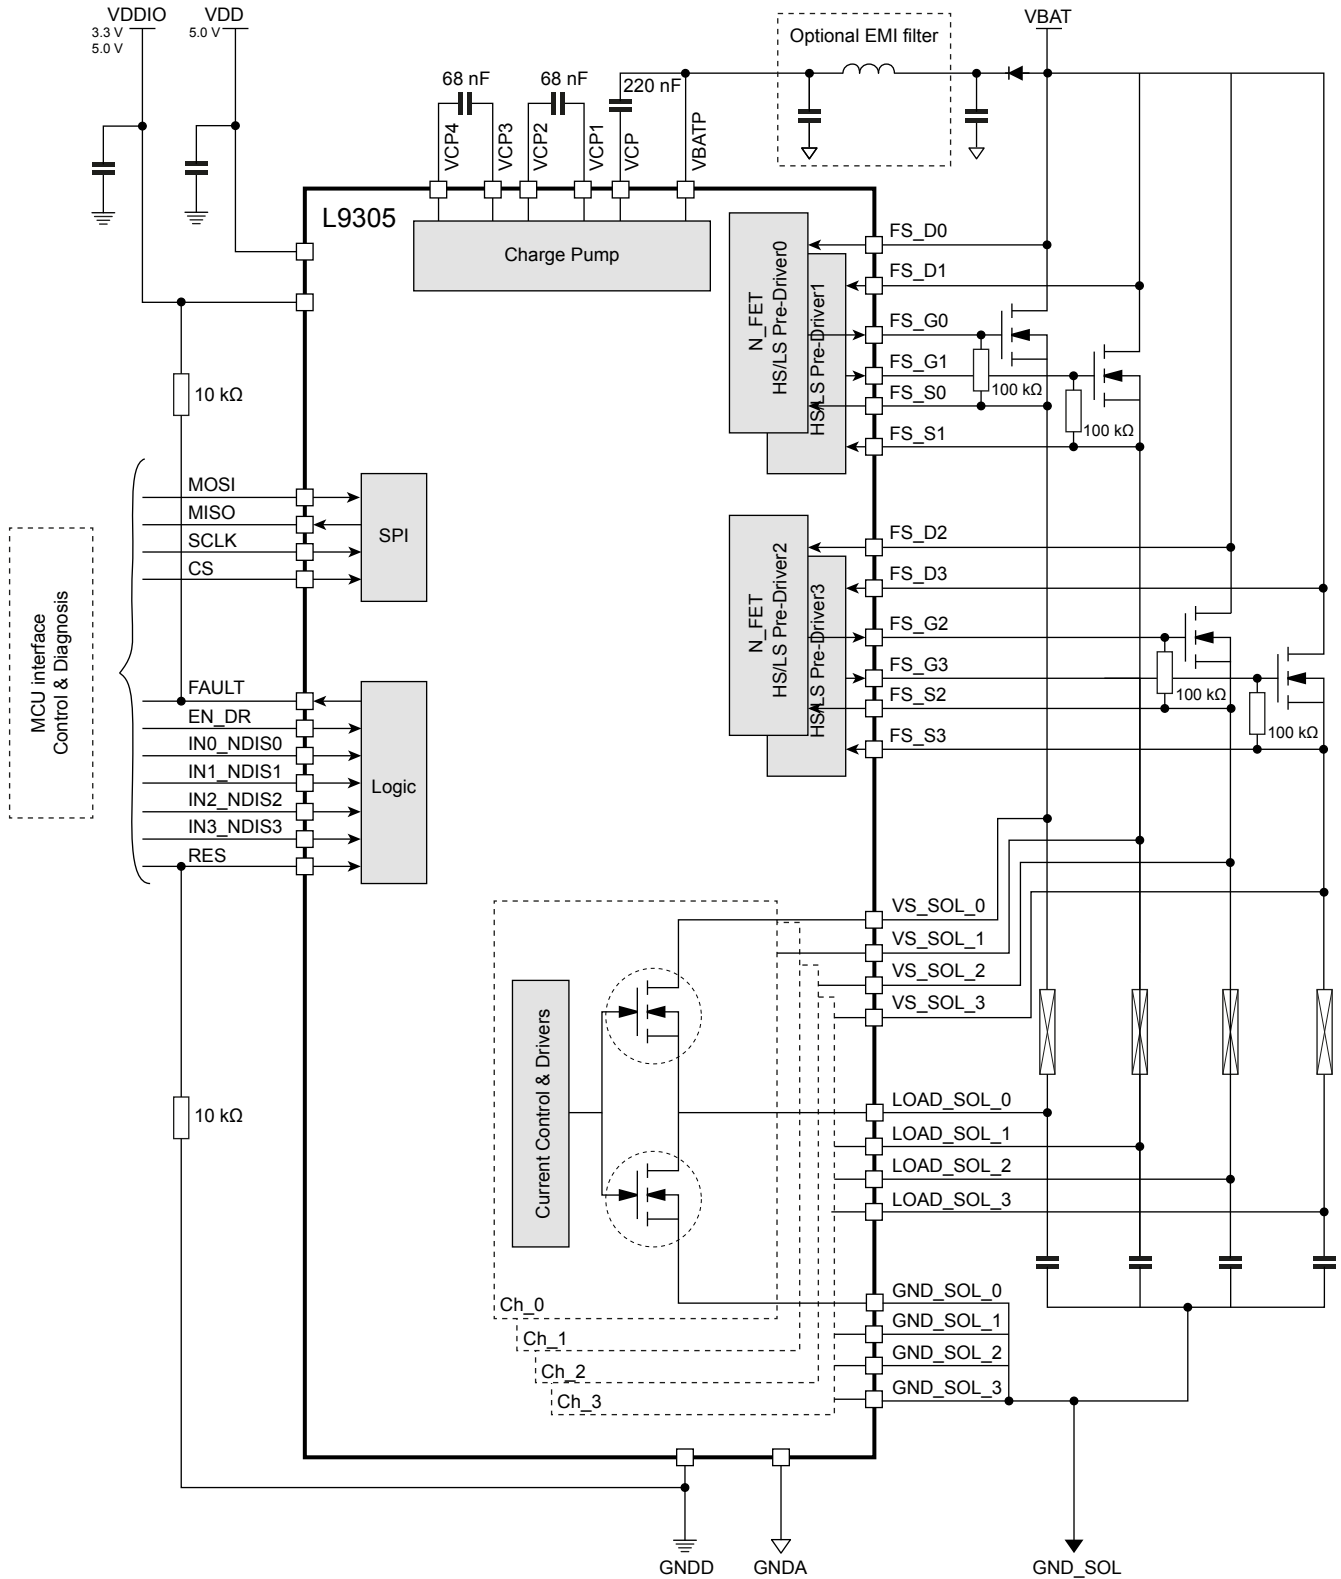 VDDIO
3.3 V
5.0 V
VDD
5.0 V
Optional EMI filter
VBAT
68 nF
68 nF
220 nF
VCP4
VCP3
VCP2
VCP1
VCP
VBATP
L9305
Charge Pump
N_FET
HS/LS Pre-Driver0
HS/LS Pre-Driver1
FS_D0
FS_D1
FS_G0
FS_G1
FS_S0
FS_S1
100 kΩ
100 kΩ
10 kΩ
MCU interface
Control & Diagnosis
MOSI
MISO
SCLK
CS
SPI
N_FET
HS/LS Pre-Driver2
HS/LS Pre-Driver3
FS_D2
FS_D3
FS_G2
FS_G3
FS_S2
FS_S3
100 kΩ
100 kΩ
FAULT
EN_DR
IN0_NDIS0
IN1_NDIS1
IN2_NDIS2
IN3_NDIS3
RES
Logic
VS_SOL_0
VS_SOL_1
VS_SOL_2
VS_SOL_3
Current Control & Drivers
10 kΩ
LOAD_SOL_0
LOAD_SOL_1
LOAD_SOL_2
LOAD_SOL_3
GND_SOL_0
GND_SOL_1
GND_SOL_2
GND_SOL_3
Ch_0
Ch_1
Ch_2
Ch_3
GNDD
GNDA
GND_SOL